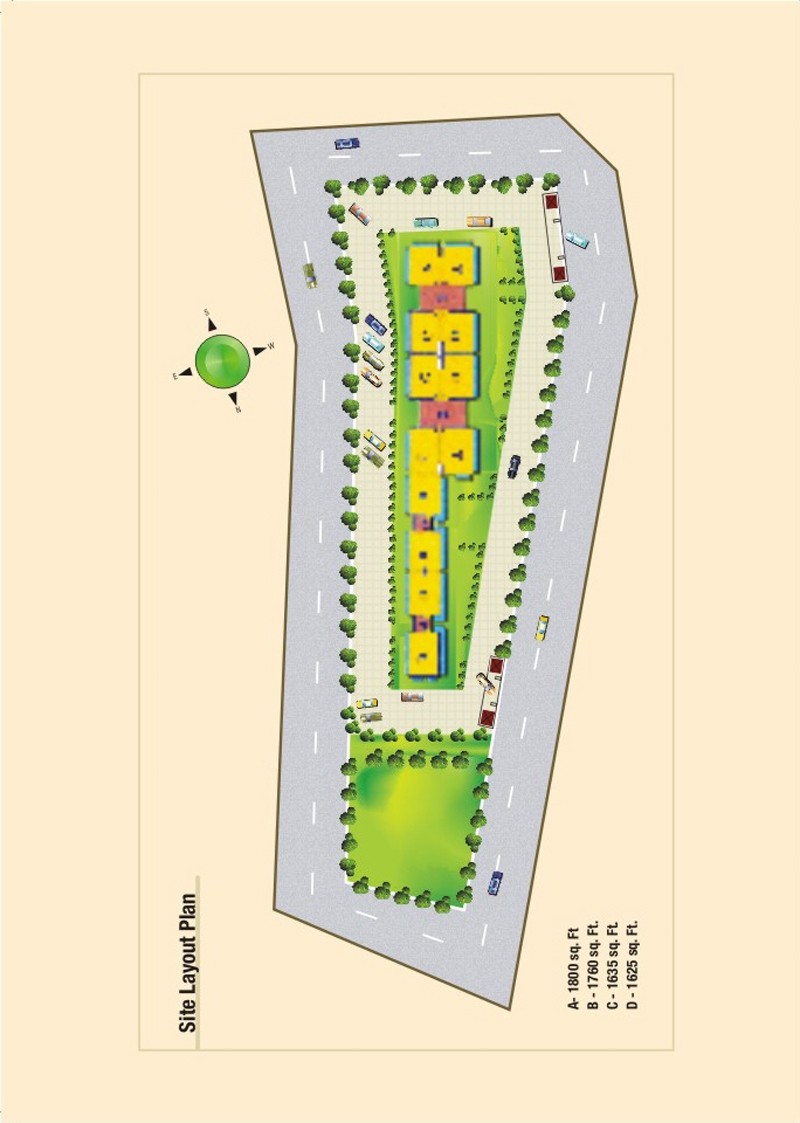 Site Layout Plan
S
W
E
N
A- 1800 sq. Ft
B - 1760 sq. Ft.
C - 1635 sq. Ft.
D - 1625 sq. Ft.